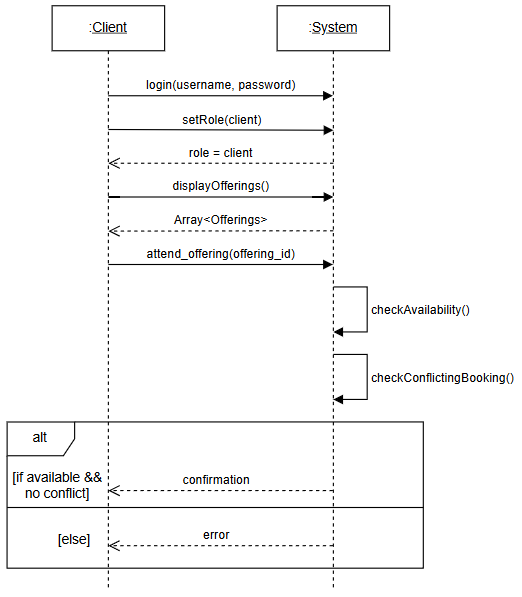 :Client
:System
login(username, password)
setRole(client)
role = client
displayOfferings()
Array<Offerings>
attend_offering(offering_id)
checkAvailability()
checkConflictingBooking()
alt
[if available &&
no conflict]
confirmation
[else]
error